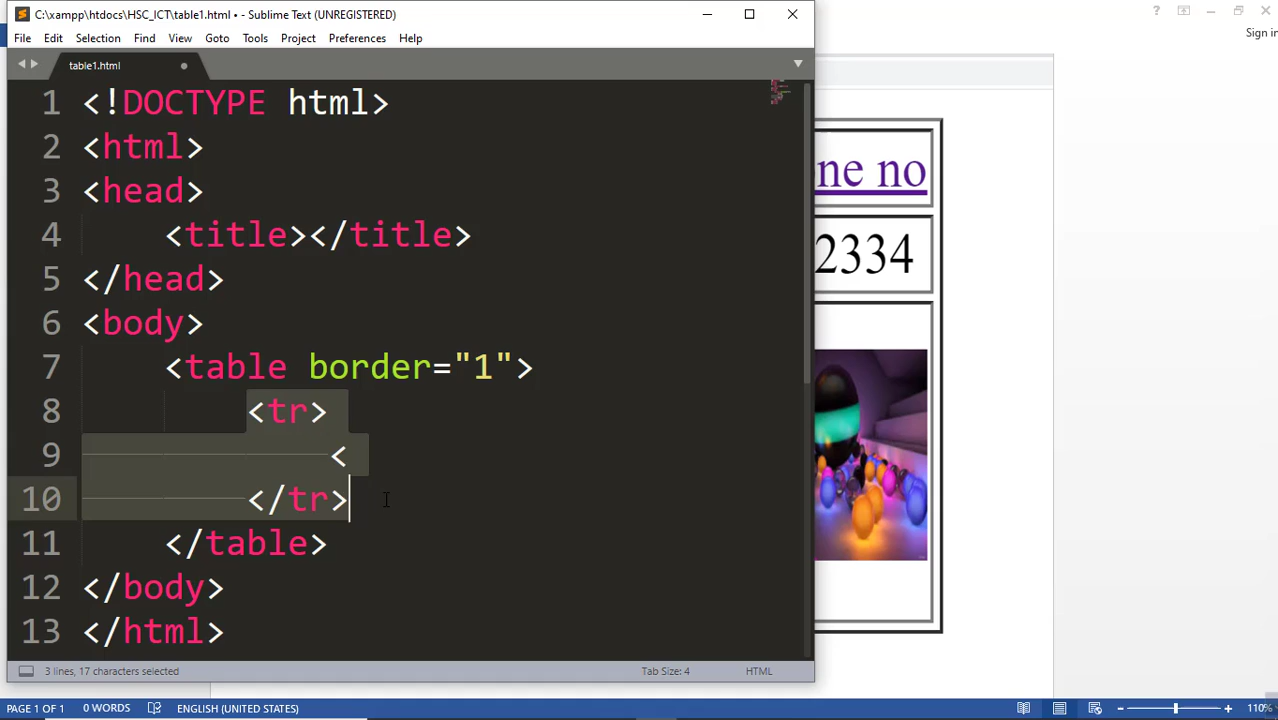 C:\xampp\htdocs\HSC_ICT\table1.html • - Sublime Text (UNREGISTERED)
Sign in
File Edit Selection Find View Goto Tools Project Preferences Help
table1.html
1 <!DOCTYPE html>
2 <html>
3 <head>
4 <title></title>
5 </head>
6 <body>
7 <table border="1">
8 <tr>
9 <
10 </tr>
11 </table>
12 </body>
13 </html>
ne no
2334
3 lines, 17 characters selected
Tab Size: 4
HTML
PAGE 1 OF 1 0 WORDS ENGLISH (UNITED STATES) 110%